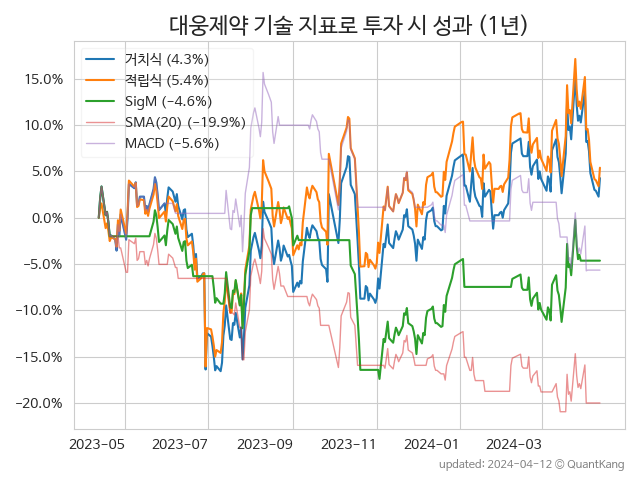 대웅제약 기술 지표로 투자 시 성과 (1년)
거치식 (4.3%)
적립식 (5.4%)
SigM (−4.6%)
SMA(20) (−19.9%)
MACD (−5.6%)
15.0%
10.0%
5.0%
0.0%
−5.0%
−10.0%
−15.0%
−20.0%
2023-05 2023-07 2023-09 2023-11 2024-01 2024-03
updated: 2024-04-12 © QuantKang